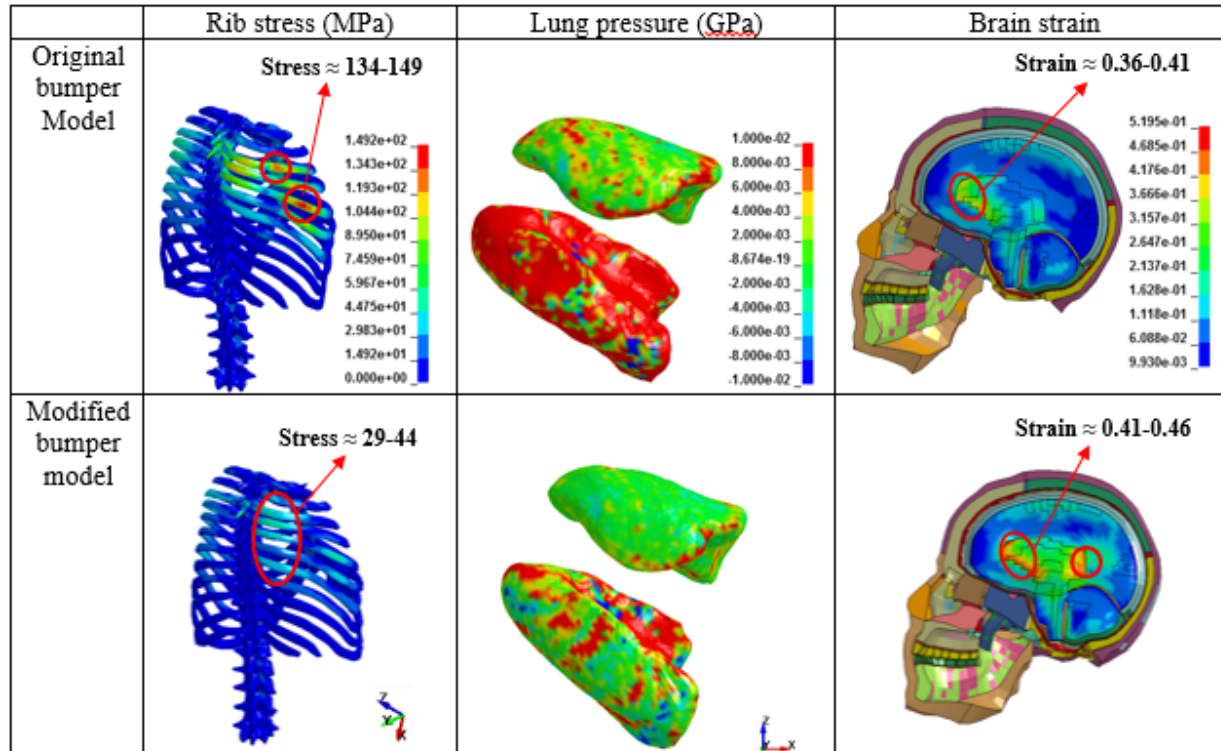 Rib stress (MPa)
Lung pressure (GPa)
Brain strain
Original
bumper
Model
Stress ≈ 134-149
1.492e+02
1.343e+02
1.193e+02
1.044e+02
8.950e+01
7.459e+01
5.967e+01
4.475e+01
2.983e+01
1.492e+01
0.000e+00
1.000e-02
8.000e-03
6.000e-03
4.000e-03
2.000e-03
-8.674e-19
-2.000e-03
-4.000e-03
-6.000e-03
-8.000e-03
-1.000e-02
Strain ≈ 0.36-0.41
5.195e-01
4.685e-01
4.176e-01
3.666e-01
3.157e-01
2.647e-01
2.137e-01
1.628e-01
1.118e-01
6.088e-02
9.930e-03
Modified
bumper
model
Stress ≈ 29-44
Z
Y
X
Z
Y X
Strain ≈ 0.41-0.46